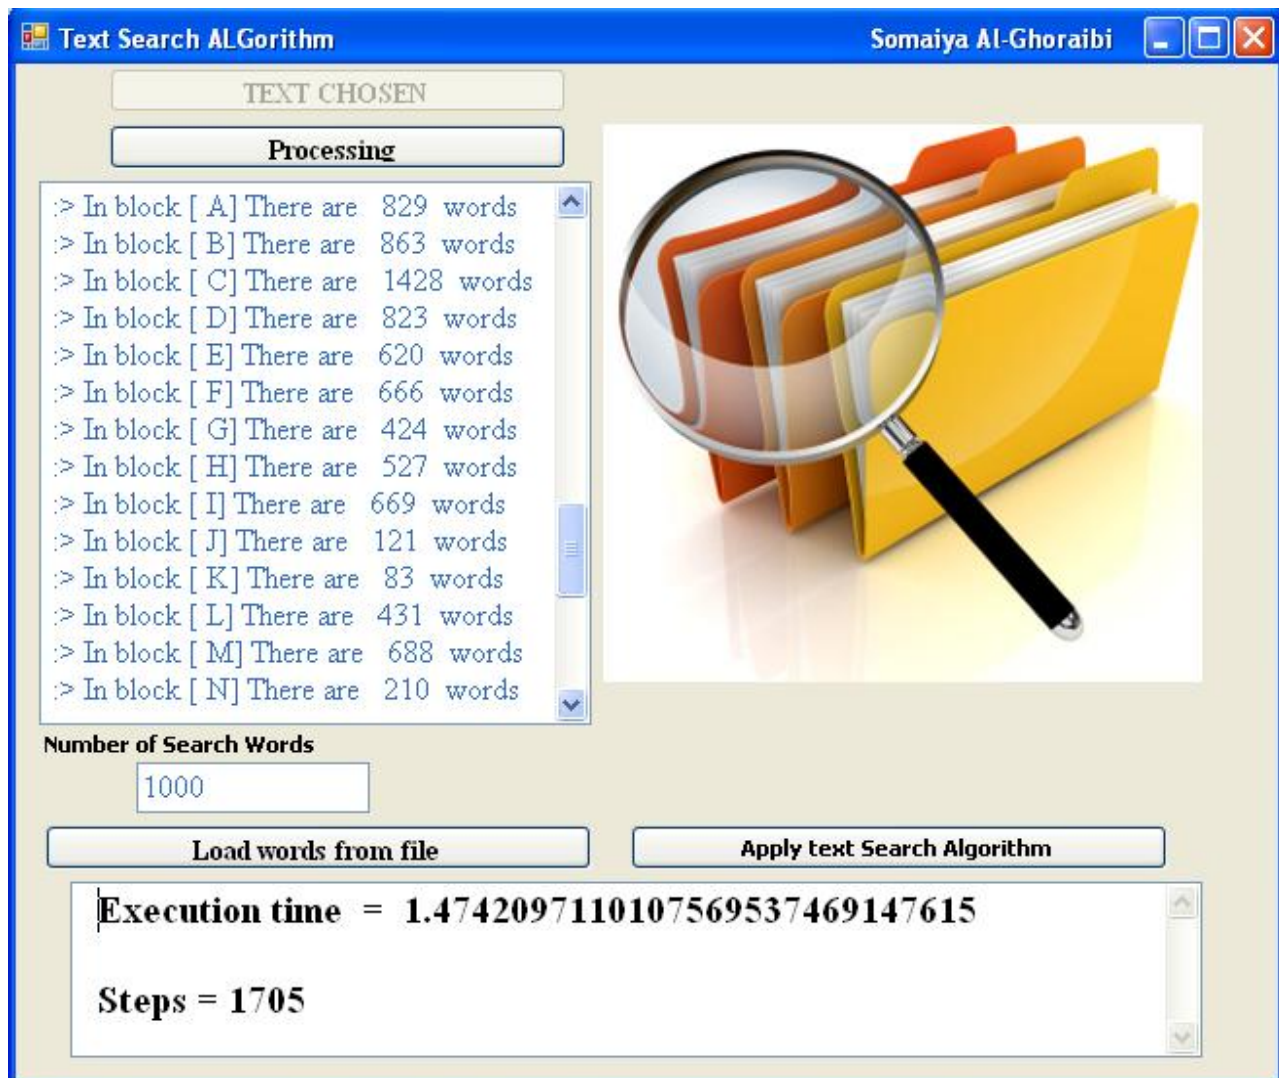 Text Search ALGorithm Somaiya Al-Ghoraibi
TEXT CHOSEN
Processing
:> In block [ A] There are 829 words
:> In block [ B] There are 863 words
:> In block [ C] There are 1428 words
:> In block [ D] There are 823 words
:> In block [ E] There are 620 words
:> In block [ F] There are 666 words
:> In block [ G] There are 424 words
:> In block [ H] There are 527 words
:> In block [ I] There are 669 words
:> In block [ J] There are 121 words
:> In block [ K] There are 83 words
:> In block [ L] There are 431 words
:> In block [ M] There are 688 words
:> In block [ N] There are 210 words
Number of Search Words
1000
Load words from file
Apply text Search Algorithm
Execution time = 1.4742097110107569537469147615
Steps = 1705